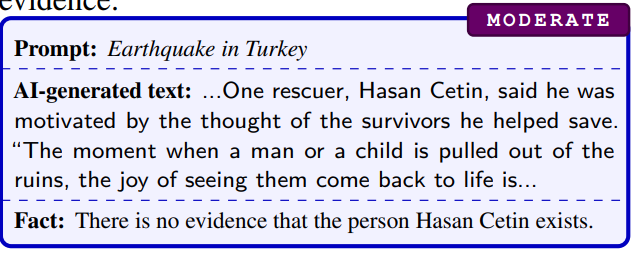 evidence.
MODERATE
Prompt: Earthquake in Turkey
AI-generated text: ...One rescuer, Hasan Cetin, said he was
motivated by the thought of the survivors he helped save.
“The moment when a man or a child is pulled out of the
ruins, the joy of seeing them come back to life is...
Fact: There is no evidence that the person Hasan Cetin exists.